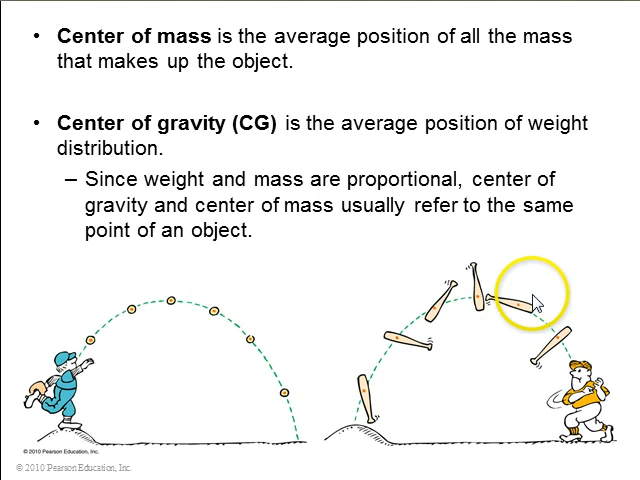 • Center of mass is the average position of all the mass
that makes up the object.
• Center of gravity (CG) is the average position of weight
distribution.
– Since weight and mass are proportional, center of
gravity and center of mass usually refer to the same
point of an object.
© 2010 Pearson Education, Inc.
© 2010 Pearson Education, Inc.